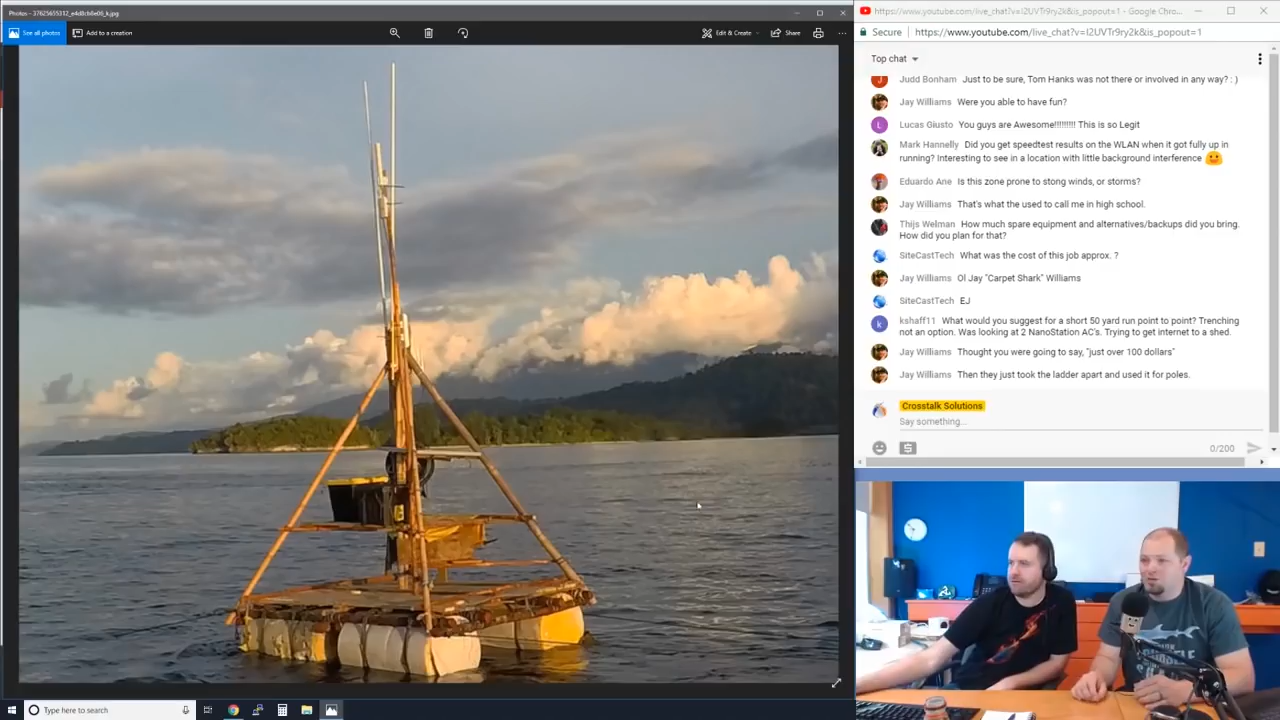 Photos - 37625655312_e4d8cb8e06_k.jpg
See all photos
Add to a creation
Edit & Create
Share
https://www.youtube.com/live_chat?v=I2UVTr9ry2k&is_popout=1 - Google Chro...
Secure
https://www.youtube.com/live_chat?v=I2UVTr9ry2k&is_popout=1
Top chat
Judd Bonham Just to be sure, Tom Hanks was not there or involved in any way? : )
Jay Williams Were you able to have fun?
Lucas Giusto You guys are Awesome!!!!!!!!! This is so Legit
Mark Hannelly Did you get speedtest results on the WLAN when it got fully up in
running? Interesting to see in a location with little background interference
Eduardo Ane Is this zone prone to stong winds, or storms?
Jay Williams That's what the used to call me in high school.
Thijs Welman How much spare equipment and alternatives/backups did you bring.
How did you plan for that?
SiteCastTech What was the cost of this job approx. ?
Jay Williams Ol Jay "Carpet Shark" Williams
SiteCastTech EJ
kshaff11 What would you suggest for a short 50 yard run point to point? Trenching
not an option. Was looking at 2 NanoStation AC's. Trying to get internet to a shed.
Jay Williams Thought you were going to say, "just over 100 dollars"
Jay Williams Then they just took the ladder apart and used it for poles.
Crosstalk Solutions
Say something...
0/200
Type here to search